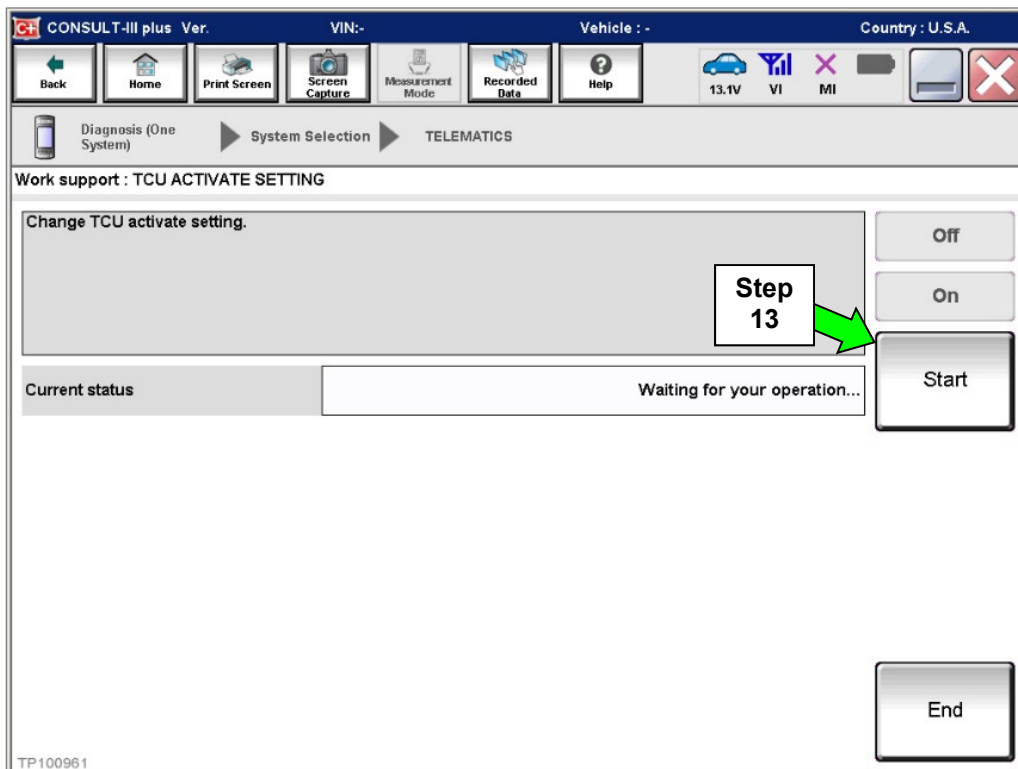 C+ CONSULT-III plus Ver. VIN:- Vehicle : - Country : U.S.A.
Back
Home
Print Screen
Screen
Capture
Measurement
Mode
Recorded
Data
Help
13.1V
VI
MI
Diagnosis (One
System)
System Selection
TELEMATICS
Work support : TCU ACTIVATE SETTING
Change TCU activate setting.
Off
On
Step
13
Start
Current status
Waiting for your operation...
End
TP100961